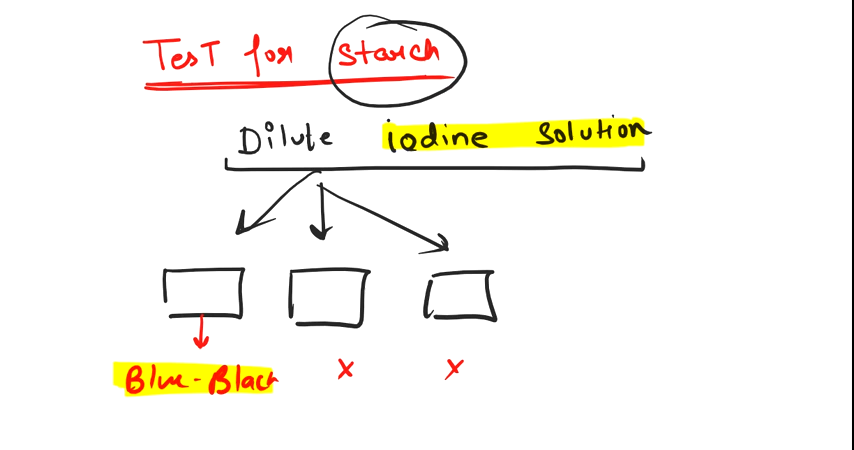 Test for Starch
Dilute iodine Solution
Blue-Black x x